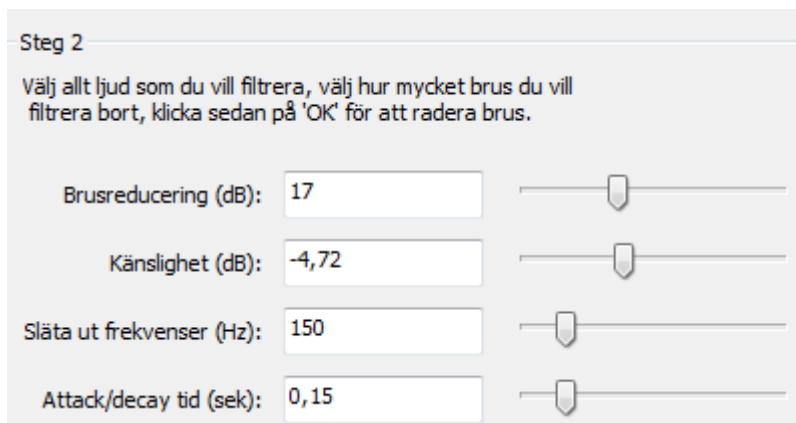 Steg 2
Välj allt ljud som du vill filtrera, välj hur mycket brus du vill
filtrera bort, klicka sedan på 'OK' för att radera brus.
Brusreducering (dB): 17
Känslighet (dB): -4,72
Släta ut frekvenser (Hz): 150
Attack/decay tid (sek): 0,15